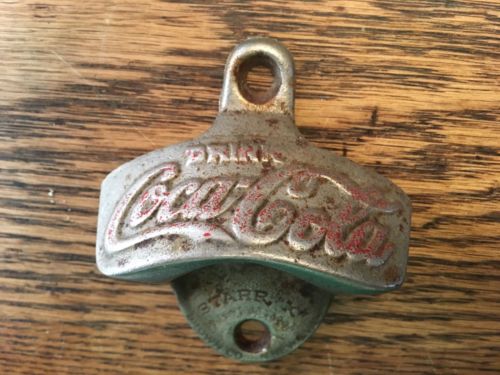 DRINK
Coca-Cola
STARR "X"